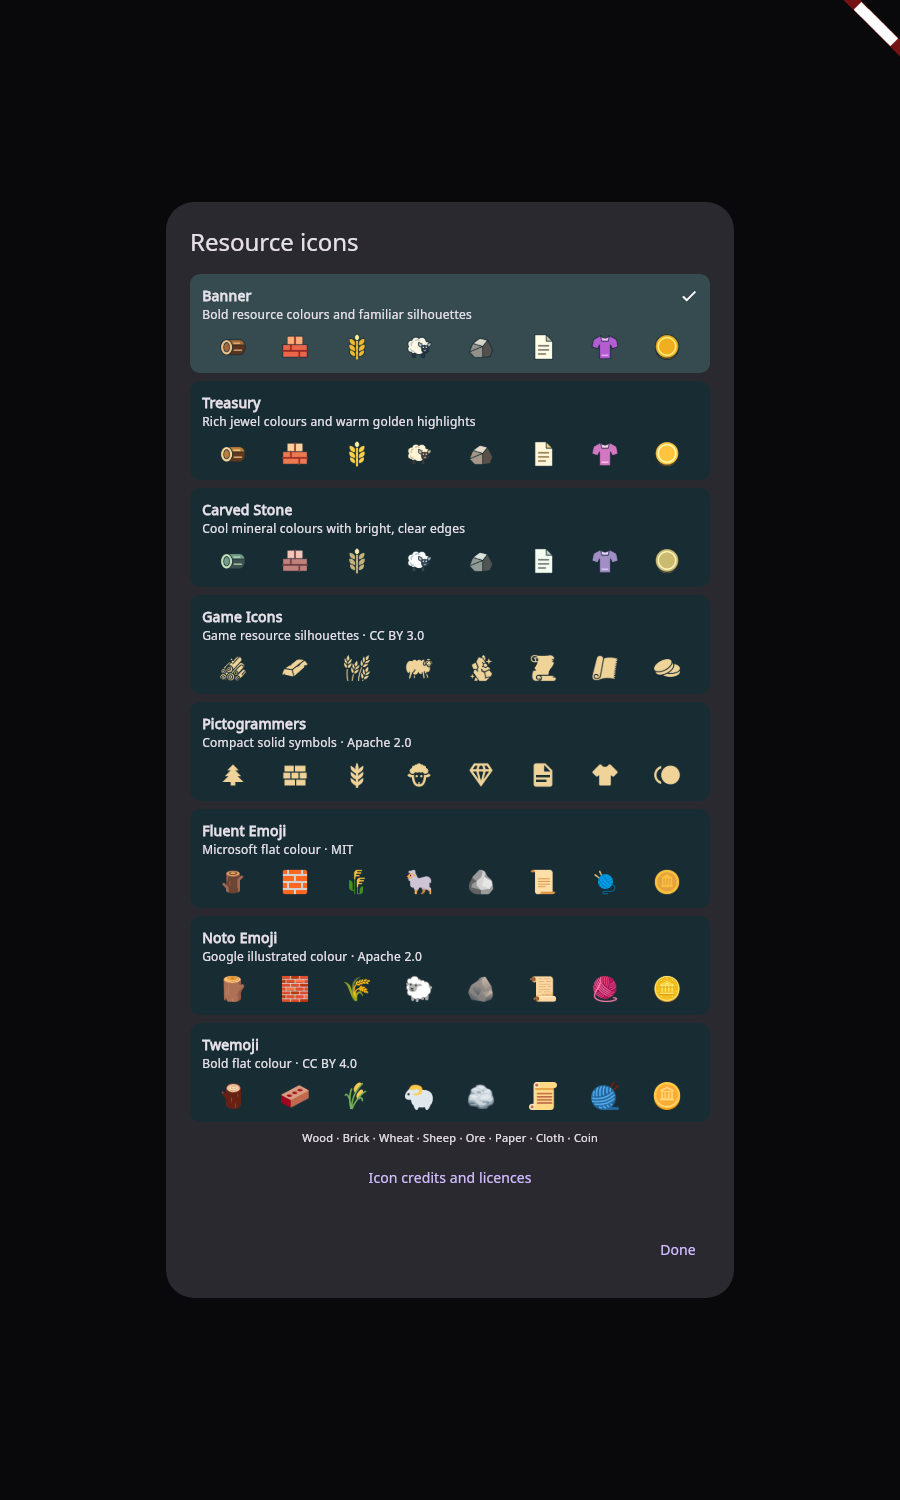 Resource icons
Banner
Bold resource colours and familiar silhouettes
Treasury
Rich jewel colours and warm golden highlights
Carved Stone
Cool mineral colours with bright, clear edges
Game Icons
Game resource silhouettes · CC BY 3.0
Pictogrammers
Compact solid symbols · Apache 2.0
Fluent Emoji
Microsoft flat colour · MIT
Noto Emoji
Google illustrated colour · Apache 2.0
Twemoji
Bold flat colour · CC BY 4.0
Wood · Brick · Wheat · Sheep · Ore · Paper · Cloth · Coin
Icon credits and licences
Done